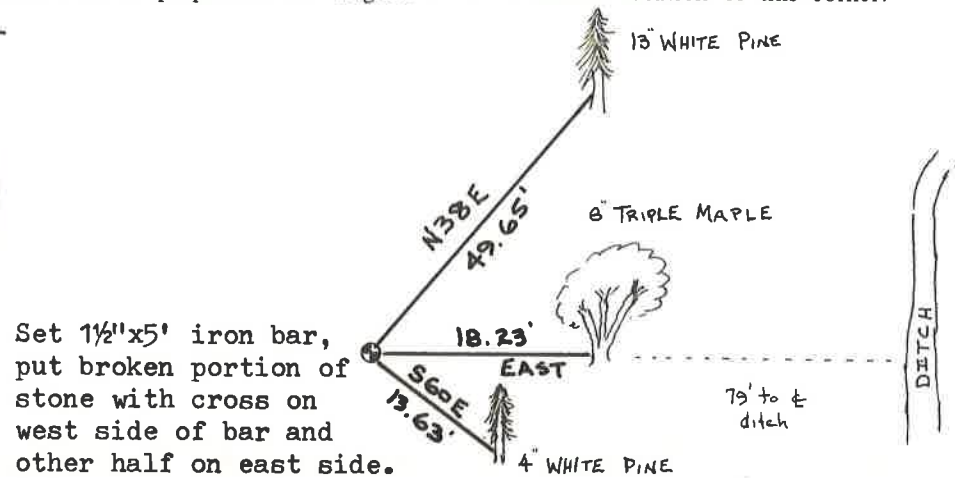 13" WHITE PINE
N38E
49.65'
8" TRIPLE MAPLE
18.23'
EAST
S60E
13.63'
4" WHITE PINE
79' to ℄
ditch
DITCH
Set 1½"x5' iron bar,
put broken portion of
stone with cross on
west side of bar and
other half on east side.